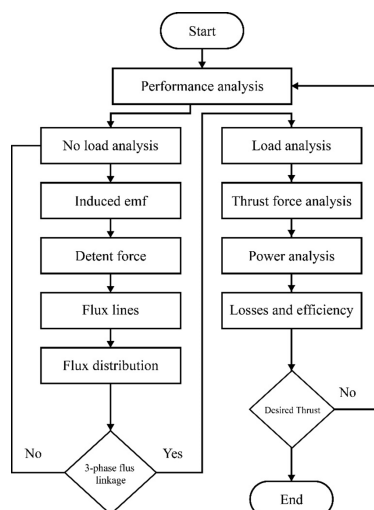 Start
Performance analysis
No load analysis
Induced emf
Detent force
Flux lines
Flux distribution
3-phase flus
linkage
No
Yes
Load analysis
Thrust force analysis
Power analysis
Losses and efficiency
Desired Thrust
No
End